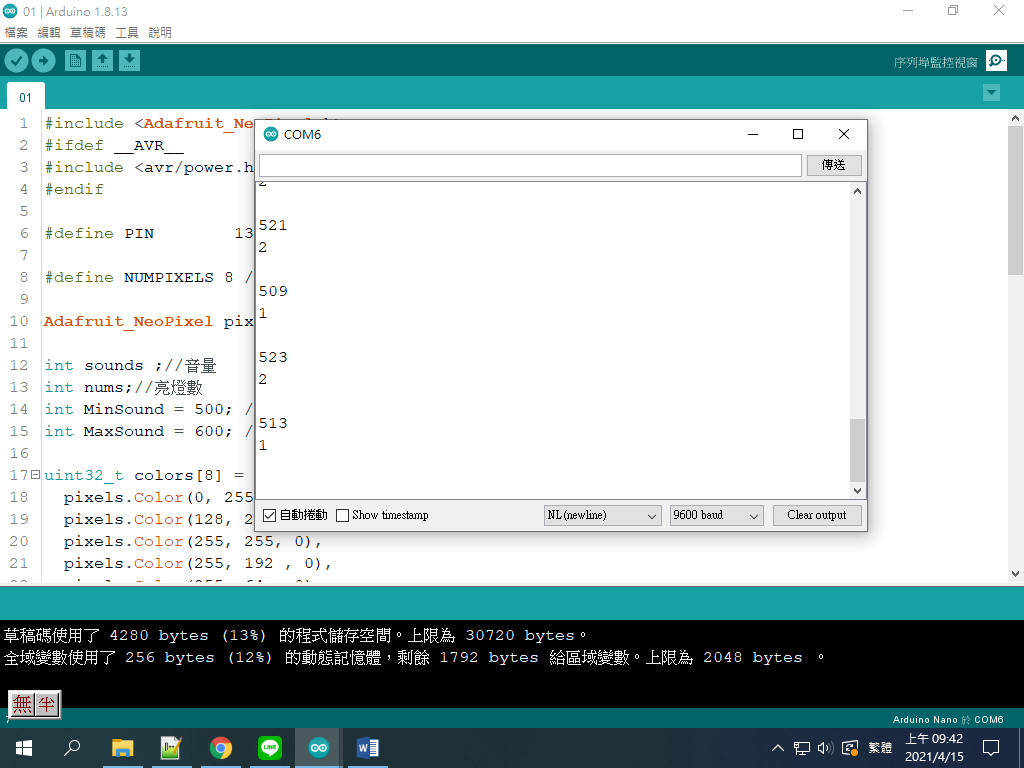 01 | Arduino 1.8.13
檔案 編輯 草稿碼 工具 說明
序列埠監控視窗
01
1 #include <Adafruit_Ne
2 #ifdef __AVR__
3 #include <avr/power.h
4 #endif
5
6 #define PIN 13
7
8 #define NUMPIXELS 8 /
9
10 Adafruit_NeoPixel pix
11
12 int sounds ;//音量
13 int nums;//亮燈數
14 int MinSound = 500; /
15 int MaxSound = 600; /
16
17 uint32_t colors[8] =
18 pixels.Color(0, 255
19 pixels.Color(128, 2
20 pixels.Color(255, 255, 0),
21 pixels.Color(255, 192 , 0),
COM6
傳送
2
521
2
509
1
523
2
513
1
自動捲動 Show timestamp NL(newline) 9600 baud Clear output
草稿碼使用了 4280 bytes (13%) 的程式儲存空間。上限為 30720 bytes。
全域變數使用了 256 bytes (12%) 的動態記憶體，剩餘 1792 bytes 給區域變數。上限為 2048 bytes 。
無半
Arduino Nano 於 COM6
繁體
上午 09:42
2021/4/15